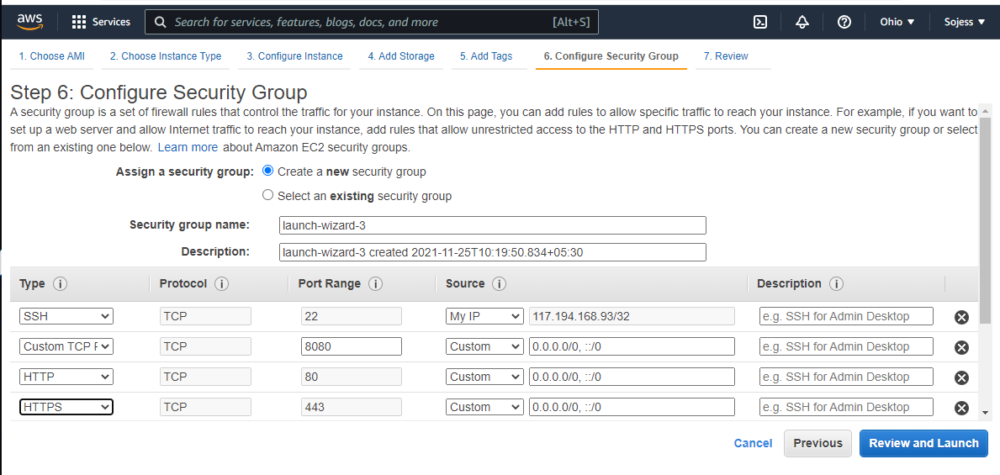 aws Services Search for services, features, blogs, docs, and more [Alt+S] Ohio Sojess
1. Choose AMI 2. Choose Instance Type 3. Configure Instance 4. Add Storage 5. Add Tags 6. Configure Security Group 7. Review
Step 6: Configure Security Group
A security group is a set of firewall rules that control the traffic for your instance. On this page, you can add rules to allow specific traffic to reach your instance. For example, if you want to
set up a web server and allow Internet traffic to reach your instance, add rules that allow unrestricted access to the HTTP and HTTPS ports. You can create a new security group or select
from an existing one below. Learn more about Amazon EC2 security groups.
Assign a security group: Create a new security group
Select an existing security group
Security group name: launch-wizard-3
Description: launch-wizard-3 created 2021-11-25T10:19:50.834+05:30
Type i Protocol i Port Range i Source i Description i
SSH TCP 22 My IP 117.194.168.93/32 e.g. SSH for Admin Desktop
Custom TCP F TCP 8080 Custom 0.0.0.0/0, ::/0 e.g. SSH for Admin Desktop
HTTP TCP 80 Custom 0.0.0.0/0, ::/0 e.g. SSH for Admin Desktop
HTTPS TCP 443 Custom 0.0.0.0/0, ::/0 e.g. SSH for Admin Desktop
Cancel Previous Review and Launch